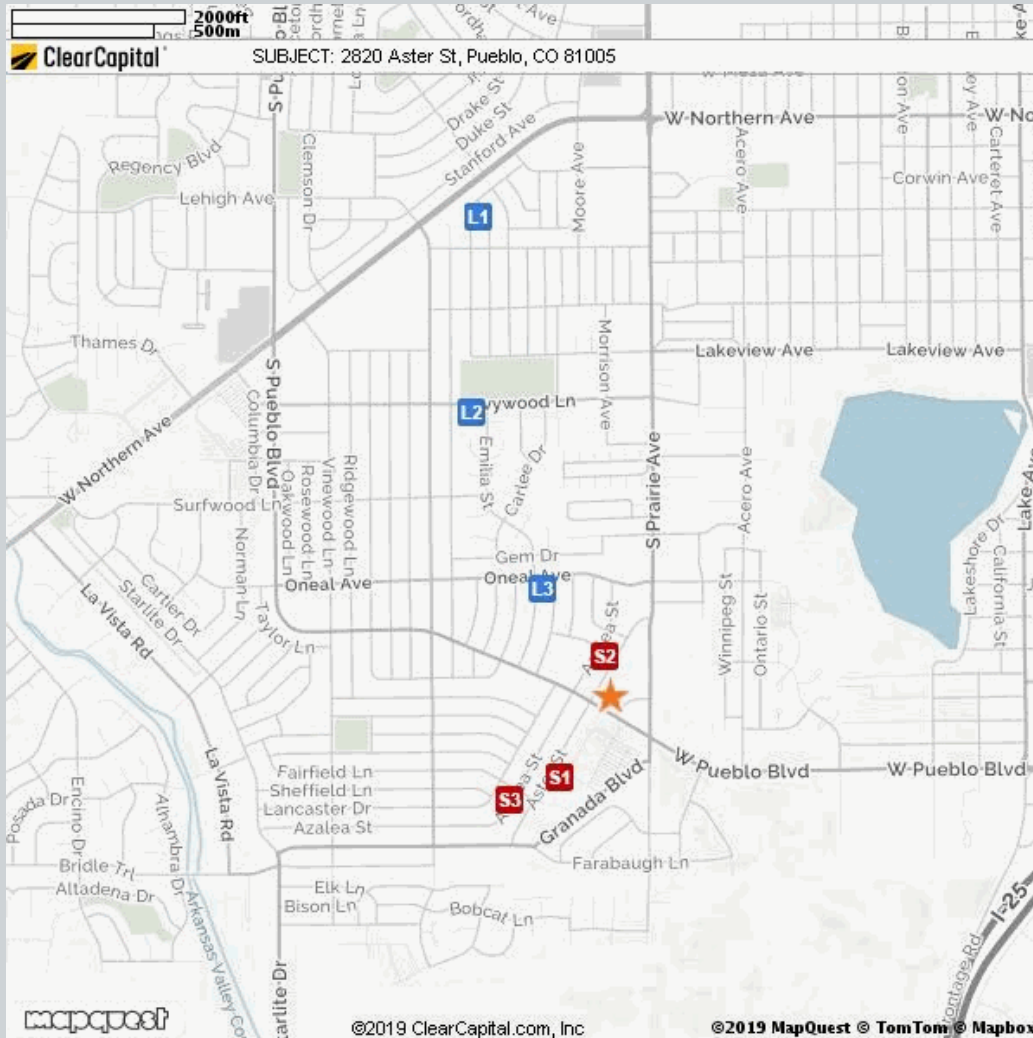 2000ft
500m
ClearCapital
SUBJECT: 2820 Aster St, Pueblo, CO 81005
Drake St
Duke St
Stanford Ave
W Northern Ave
Regency Blvd
Clemson Dr
Moore Ave
Acero Ave
Carteret Ave
Corwin Ave
Lehigh Ave
L1
Thames Dr
Morrison Ave
Lakeview Ave
Lakeview Ave
S Pueblo Blvd
W Northern Ave
Columbia Dr
L2
Emilia St
Carlee Dr
S Prairie Ave
Acero Ave
Surfwood Ln
Oakwood Ln
Rosewood Ln
Vinewood Ln
Ridgewood Ln
Norman Ln
Gem Dr
Oneal Ave
Oneal Ave
L3
Lakeshore Dr
California St
Cartier Dr
Starlite Dr
La Vista Rd
Taylor Ln
Winnipeg St
Ontario St
S2
La Vista Rd
W Pueblo Blvd
W Pueblo Blvd
Fairfield Ln
Sheffield Ln
Lancaster Dr
Azalea St
S1
S3
Aster St
Granada Blvd
Posada Dr
Encino Dr
Alhambra Dr
Bridle Trl
Altadena Dr
Farabaugh Ln
Elk Ln
Bison Ln
Bobcat Ln
I-25
mapquest
©2019 ClearCapital.com, Inc
©2019 MapQuest © TomTom © Mapbox